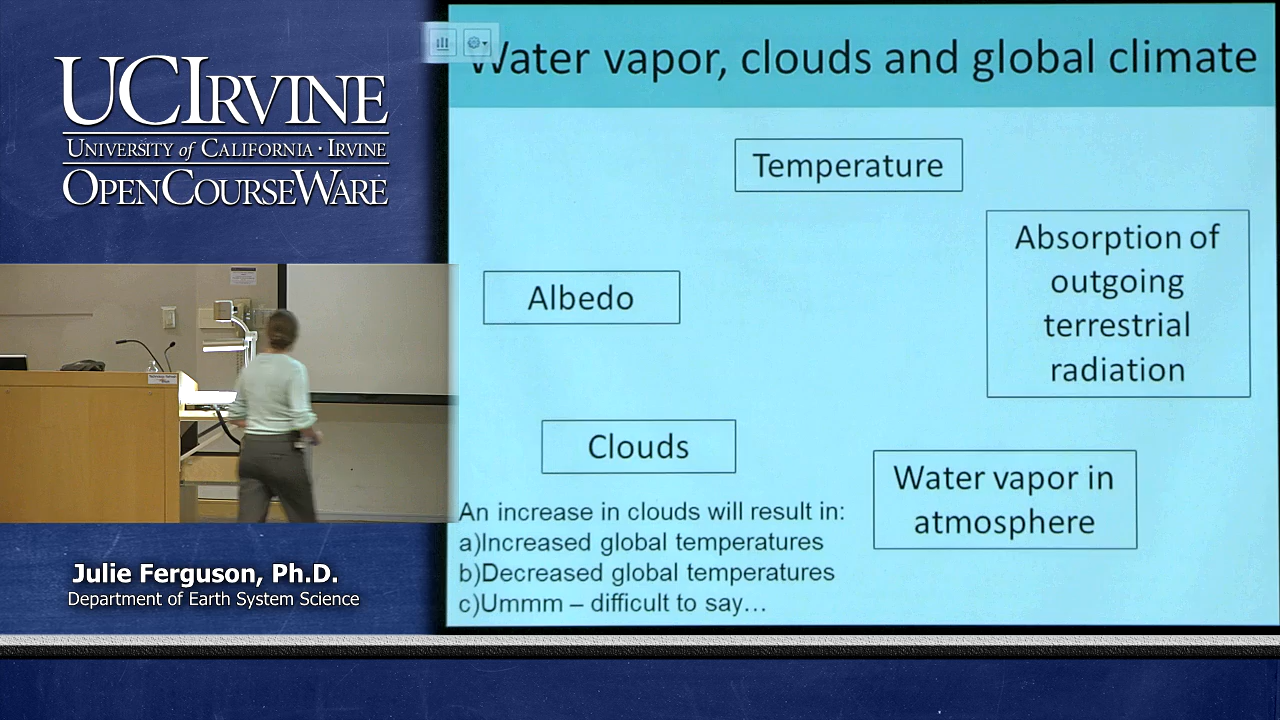 UCIRVINE
UNIVERSITY of CALIFORNIA · IRVINE
OPENCOURSEWARE
Water vapor, clouds and global climate
Temperature
Absorption of
outgoing
terrestrial
radiation
Albedo
Clouds
Water vapor in
atmosphere
An increase in clouds will result in:
a)Increased global temperatures
b)Decreased global temperatures
c)Ummm – difficult to say...
Julie Ferguson, Ph.D.
Department of Earth System Science